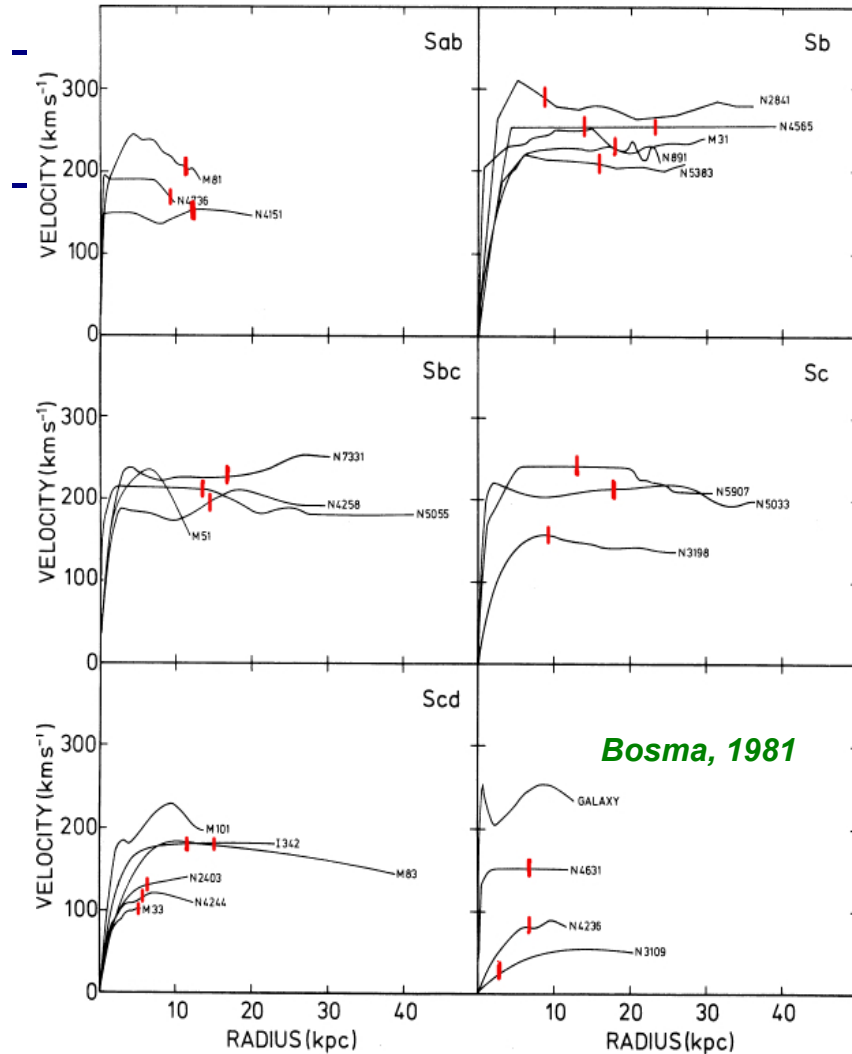 Sab
VELOCITY (km s⁻¹)
300
200
100
0
M81
N4736
N4151
Sb
N2841
N4565
M31
N891
N5383
Sbc
VELOCITY (km s⁻¹)
300
200
100
0
N7331
N4258
N5055
M51
Sc
N5907
N5033
N3198
Scd
VELOCITY (km s⁻¹)
300
200
100
0
M101
I342
M83
N2403
N4244
M33
10 20 30 40
RADIUS (kpc)
Bosma, 1981
GALAXY
N4631
N4236
N3109
10 20 30 40
RADIUS (kpc)